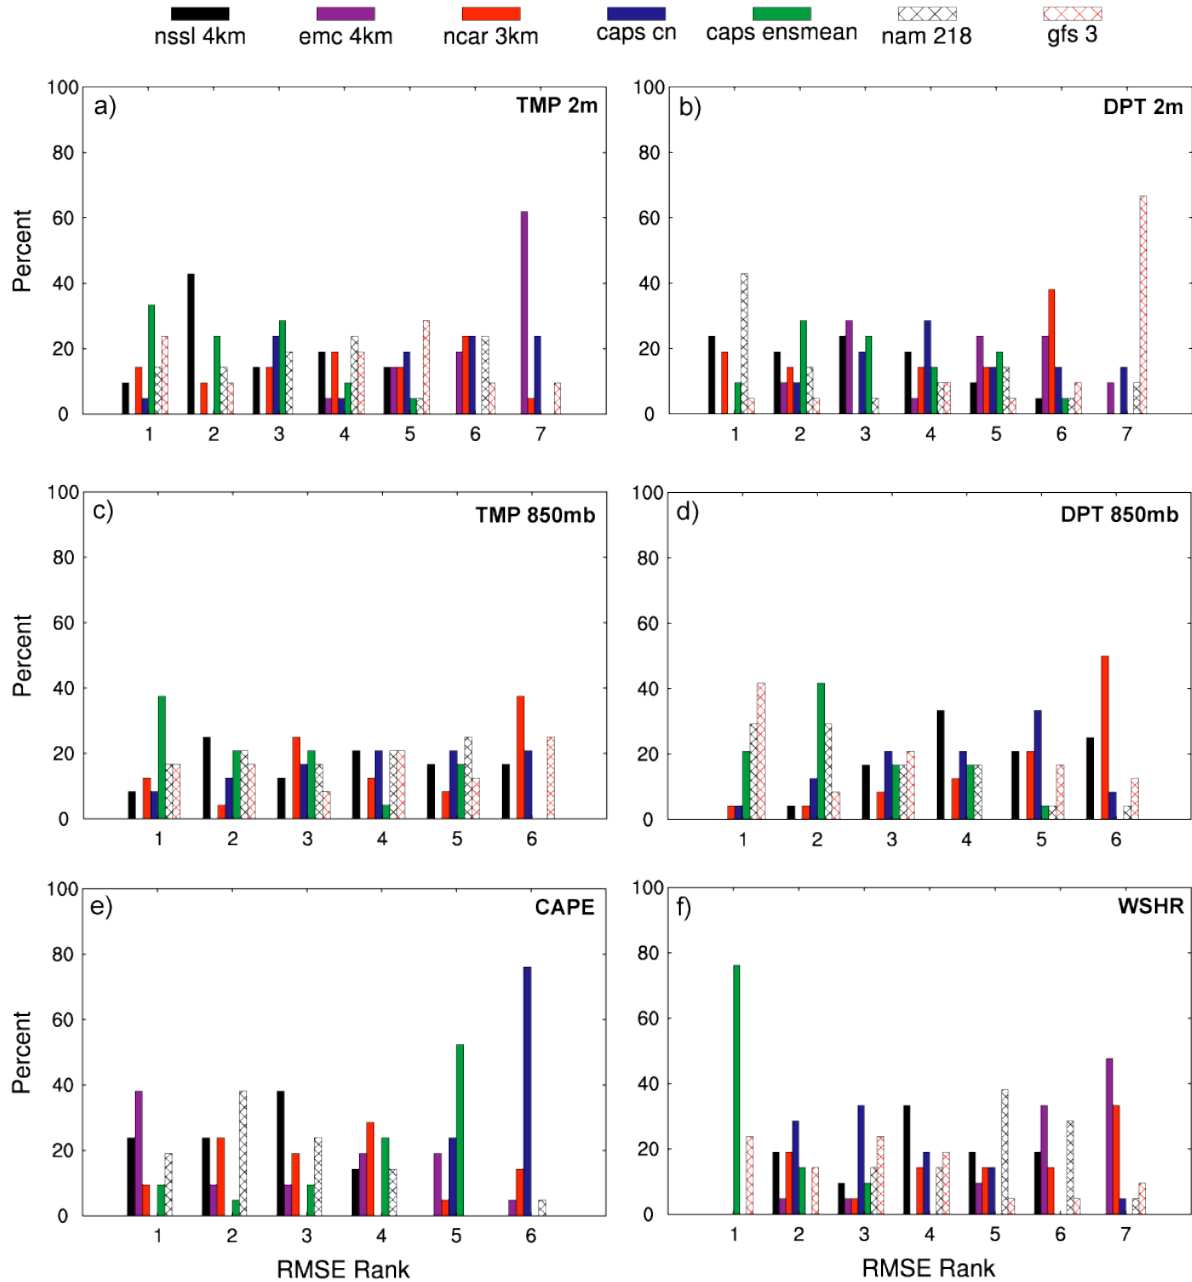 nssl 4km emc 4km ncar 3km caps cn caps ensmean nam 218 gfs 3
a) TMP 2m
100
80
60
40
20
0
Percent
1 2 3 4 5 6 7
b) DPT 2m
100
80
60
40
20
0
1 2 3 4 5 6 7
c) TMP 850mb
100
80
60
40
20
0
Percent
1 2 3 4 5 6
d) DPT 850mb
100
80
60
40
20
0
1 2 3 4 5 6
e) CAPE
100
80
60
40
20
0
Percent
1 2 3 4 5 6
RMSE Rank
f) WSHR
100
80
60
40
20
0
1 2 3 4 5 6 7
RMSE Rank